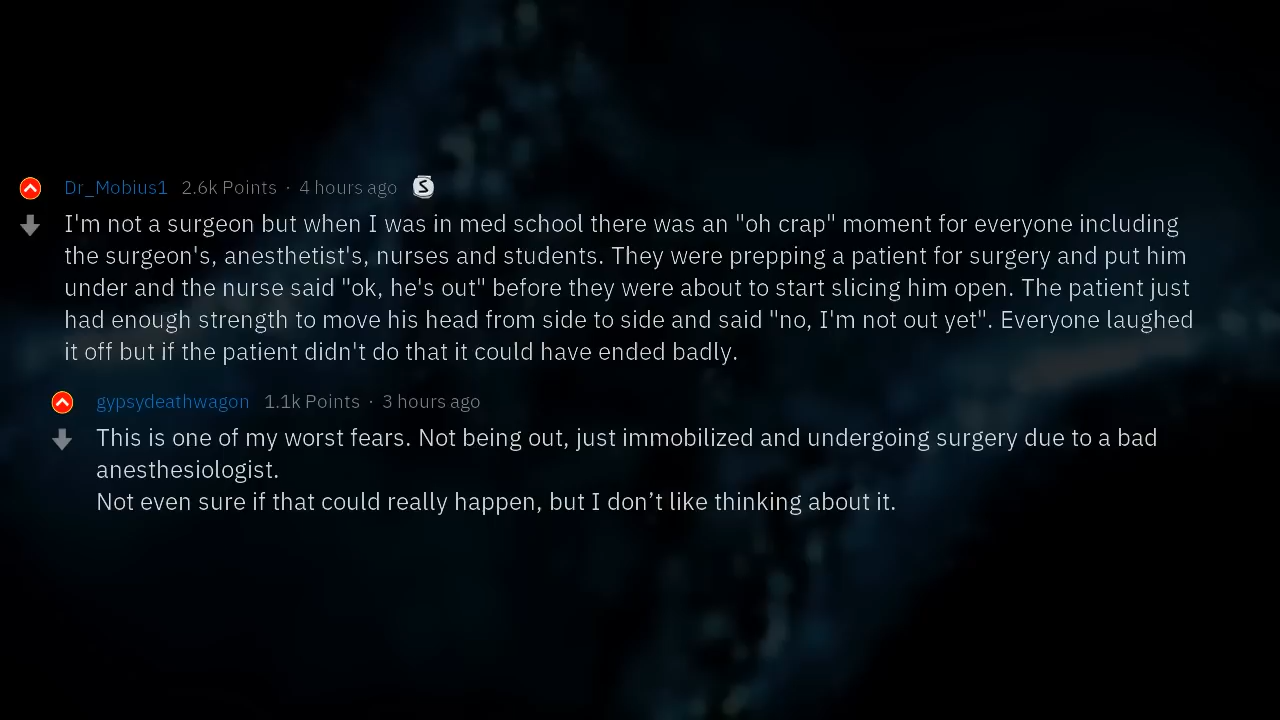 Dr_Mobius1 2.6k Points · 4 hours ago S
I'm not a surgeon but when I was in med school there was an "oh crap" moment for everyone including
the surgeon's, anesthetist's, nurses and students. They were prepping a patient for surgery and put him
under and the nurse said "ok, he's out" before they were about to start slicing him open. The patient just
had enough strength to move his head from side to side and said "no, I'm not out yet". Everyone laughed
it off but if the patient didn't do that it could have ended badly.
gypsydeathwagon 1.1k Points · 3 hours ago
This is one of my worst fears. Not being out, just immobilized and undergoing surgery due to a bad
anesthesiologist.
Not even sure if that could really happen, but I don’t like thinking about it.